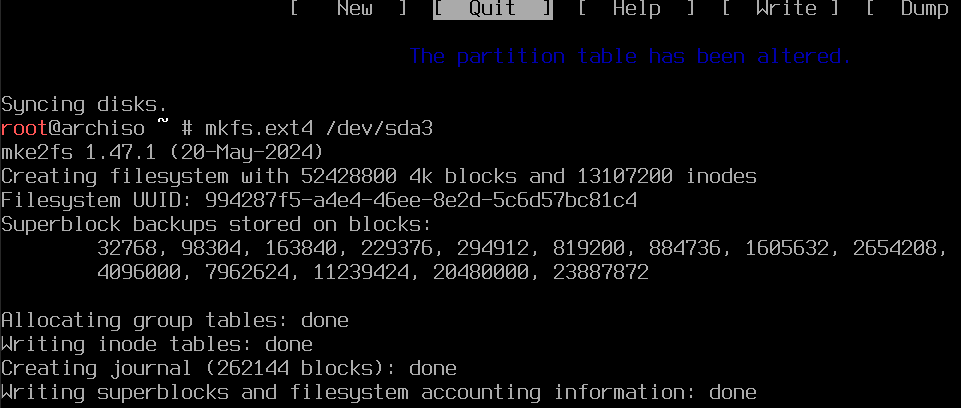 [   New  ]  [  Quit  ]  [  Help  ]  [  Write ]  [  Dump
The partition table has been altered.
Syncing disks.
root@archiso ~ # mkfs.ext4 /dev/sda3
mke2fs 1.47.1 (20-May-2024)
Creating filesystem with 52428800 4k blocks and 13107200 inodes
Filesystem UUID: 994287f5-a4e4-46ee-8e2d-5c6d57bc81c4
Superblock backups stored on blocks:
        32768, 98304, 163840, 229376, 294912, 819200, 884736, 1605632, 2654208,
        4096000, 7962624, 11239424, 20480000, 23887872
Allocating group tables: done
Writing inode tables: done
Creating journal (262144 blocks): done
Writing superblocks and filesystem accounting information: done